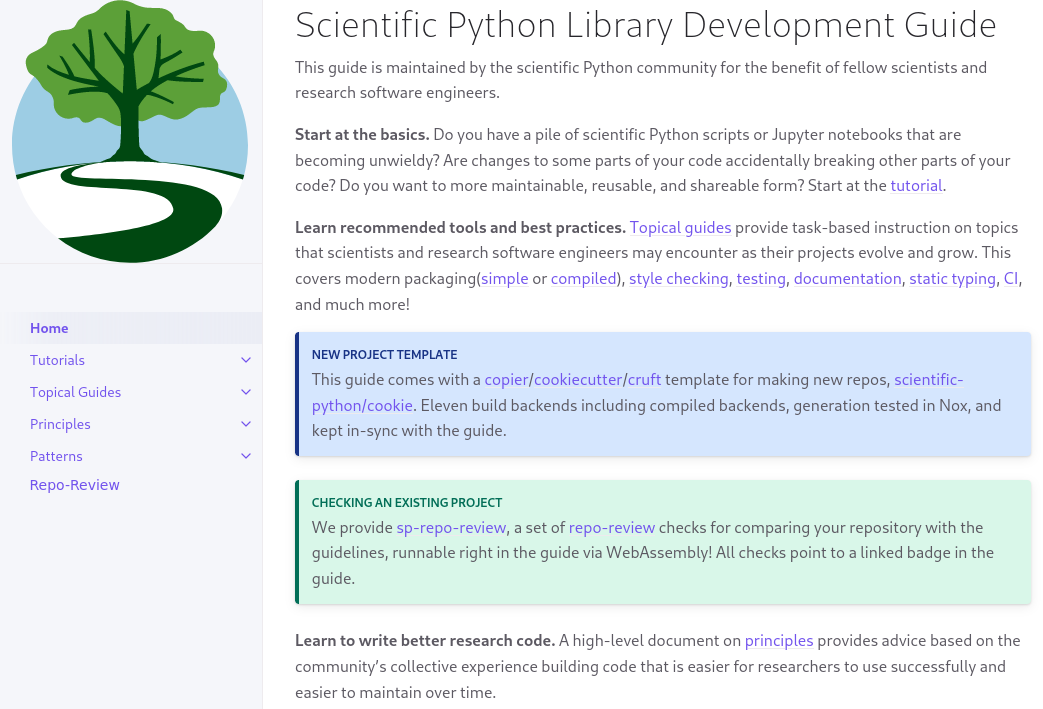 Scientific Python Library Development Guide
This guide is maintained by the scientific Python community for the benefit of fellow scientists and
research software engineers.
Start at the basics. Do you have a pile of scientific Python scripts or Jupyter notebooks that are
becoming unwieldy? Are changes to some parts of your code accidentally breaking other parts of your
code? Do you want to more maintainable, reusable, and shareable form? Start at the tutorial.
Learn recommended tools and best practices. Topical guides provide task-based instruction on topics
that scientists and research software engineers may encounter as their projects evolve and grow. This
covers modern packaging(simple or compiled), style checking, testing, documentation, static typing, CI,
and much more!
NEW PROJECT TEMPLATE
This guide comes with a copier/cookiecutter/cruft template for making new repos, scientific-
python/cookie. Eleven build backends including compiled backends, generation tested in Nox, and
kept in-sync with the guide.
CHECKING AN EXISTING PROJECT
We provide sp-repo-review, a set of repo-review checks for comparing your repository with the
guidelines, runnable right in the guide via WebAssembly! All checks point to a linked badge in the
guide.
Learn to write better research code. A high-level document on principles provides advice based on the
community’s collective experience building code that is easier for researchers to use successfully and
easier to maintain over time.
Home
Tutorials
Topical Guides
Principles
Patterns
Repo-Review